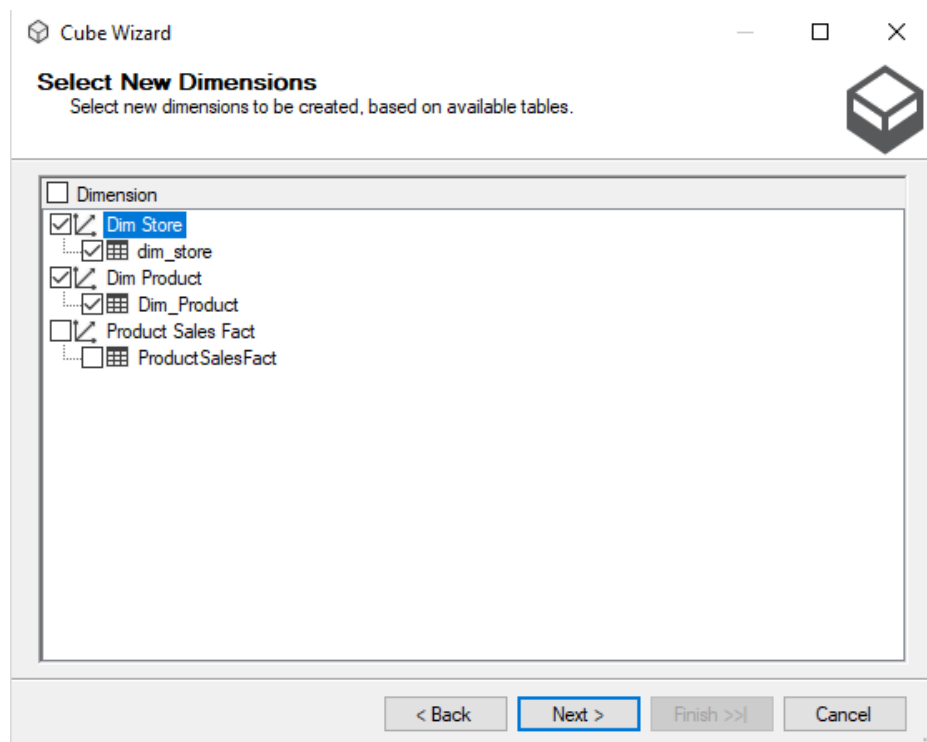 Cube Wizard
Select New Dimensions
Select new dimensions to be created, based on available tables.
Dimension
Dim Store
dim_store
Dim Product
Dim_Product
Product Sales Fact
ProductSalesFact
< Back Next > Finish >>| Cancel